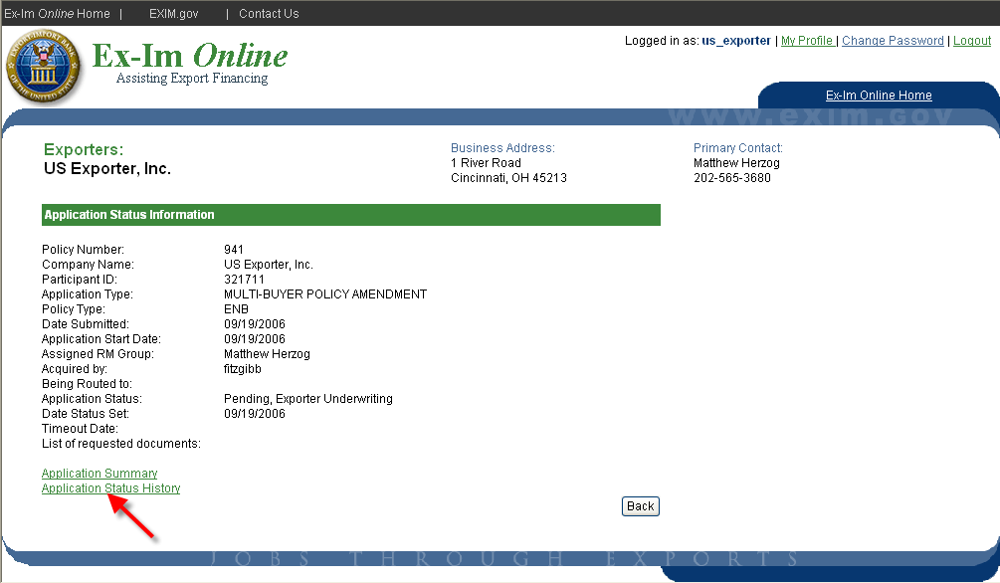 Ex-Im Online Home | EXIM.gov | Contact Us
EXPORT-IMPORT BANK
OF THE UNITED STATES
Ex-Im Online
Assisting Export Financing
Logged in as: us_exporter | My Profile | Change Password | Logout
Ex-Im Online Home
www.exim.gov
Exporters:
US Exporter, Inc.
Business Address:
1 River Road
Cincinnati, OH 45213
Primary Contact:
Matthew Herzog
202-565-3680
Application Status Information
Policy Number: 941
Company Name: US Exporter, Inc.
Participant ID: 321711
Application Type: MULTI-BUYER POLICY AMENDMENT
Policy Type: ENB
Date Submitted: 09/19/2006
Application Start Date: 09/19/2006
Assigned RM Group: Matthew Herzog
Acquired by: fitzgibb
Being Routed to:
Application Status: Pending, Exporter Underwriting
Date Status Set: 09/19/2006
Timeout Date:
List of requested documents:
Application Summary
Application Status History
Back
JOBS THROUGH EXPORTS